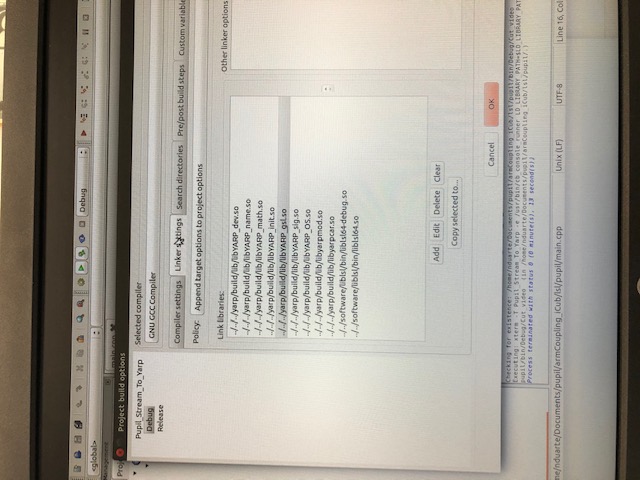 Debug
<global>
Management
main.cpp
Project build options
Proj
Pupil_Stream_To_Yarp
Debug
Release
Selected compiler
GNU GCC Compiler
Compiler settings
Linker settings
Search directories
Pre/post build steps
Custom variable
Policy:
Append target options to project options
Link libraries:
Other linker options
../../../yarp/build/lib/libYARP_dev.so
../../../yarp/build/lib/libYARP_name.so
../../../yarp/build/lib/libYARP_math.so
../../../yarp/build/lib/libYARP_init.so
../../../yarp/build/lib/libYARP_gsl.so
../../../yarp/build/lib/libYARP_sig.so
../../../yarp/build/lib/libYARP_OS.so
../../../yarp/build/lib/libyarpmod.so
../../../yarp/build/lib/libyarpcar.so
../../software/liblsl/bin/liblsl64-debug.so
../../software/liblsl/bin/liblsl64.so
Add
Edit
Delete
Clear
Copy selected to...
Cancel
OK
Checking for existence: /home/nduarte/Documents/pupil/armCoupling_iCub/lsl/pupil/bin/Debug/Cut_video
Executing: xterm -T Pupil_Stream_To_Yarp -e /usr/bin/cb_console_runner LD_LIBRARY_PATH=$LD_LIBRARY_PAT
pupil/bin/Debug/Cut_video (in /home/nduarte/Documents/pupil/armCoupling_iCub/lsl/pupil/.)
Process terminated with status 0 (0 minute(s), 13 second(s))
me/nduarte/Documents/pupil/armCoupling_iCub/lsl/pupil/main.cpp
Unix (LF)
UTF-8
Line 16, Col